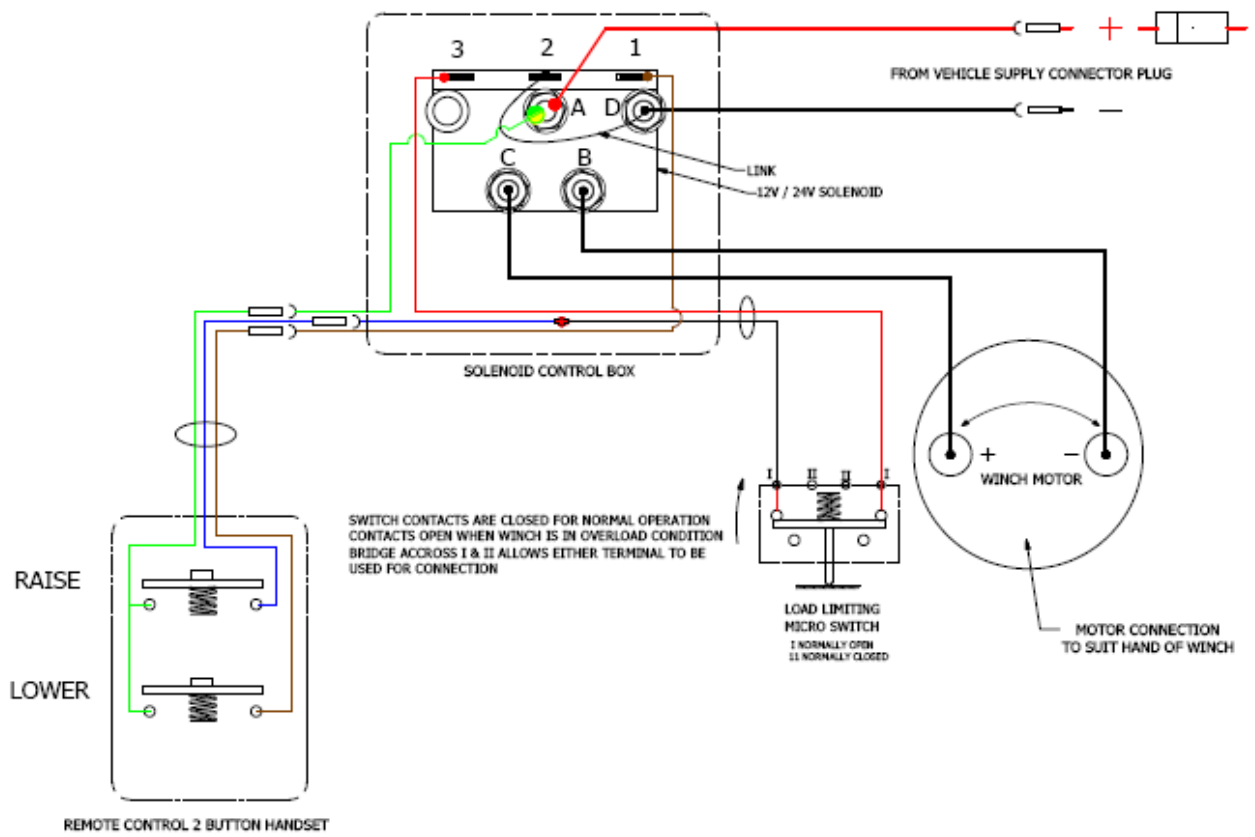 3
2
1
+
FROM VEHICLE SUPPLY CONNECTOR PLUG
A
D
−
C
B
LINK
12V / 24V SOLENOID
SOLENOID CONTROL BOX
+
−
WINCH MOTOR
I
II
II
I
SWITCH CONTACTS ARE CLOSED FOR NORMAL OPERATION
CONTACTS OPEN WHEN WINCH IS IN OVERLOAD CONDITION
BRIDGE ACCROSS I & II ALLOWS EITHER TERMINAL TO BE
USED FOR CONNECTION
RAISE
LOAD LIMITING
MICRO SWITCH
I NORMALLY OPEN
11 NORMALLY CLOSED
MOTOR CONNECTION
TO SUIT HAND OF WINCH
LOWER
REMOTE CONTROL 2 BUTTON HANDSET